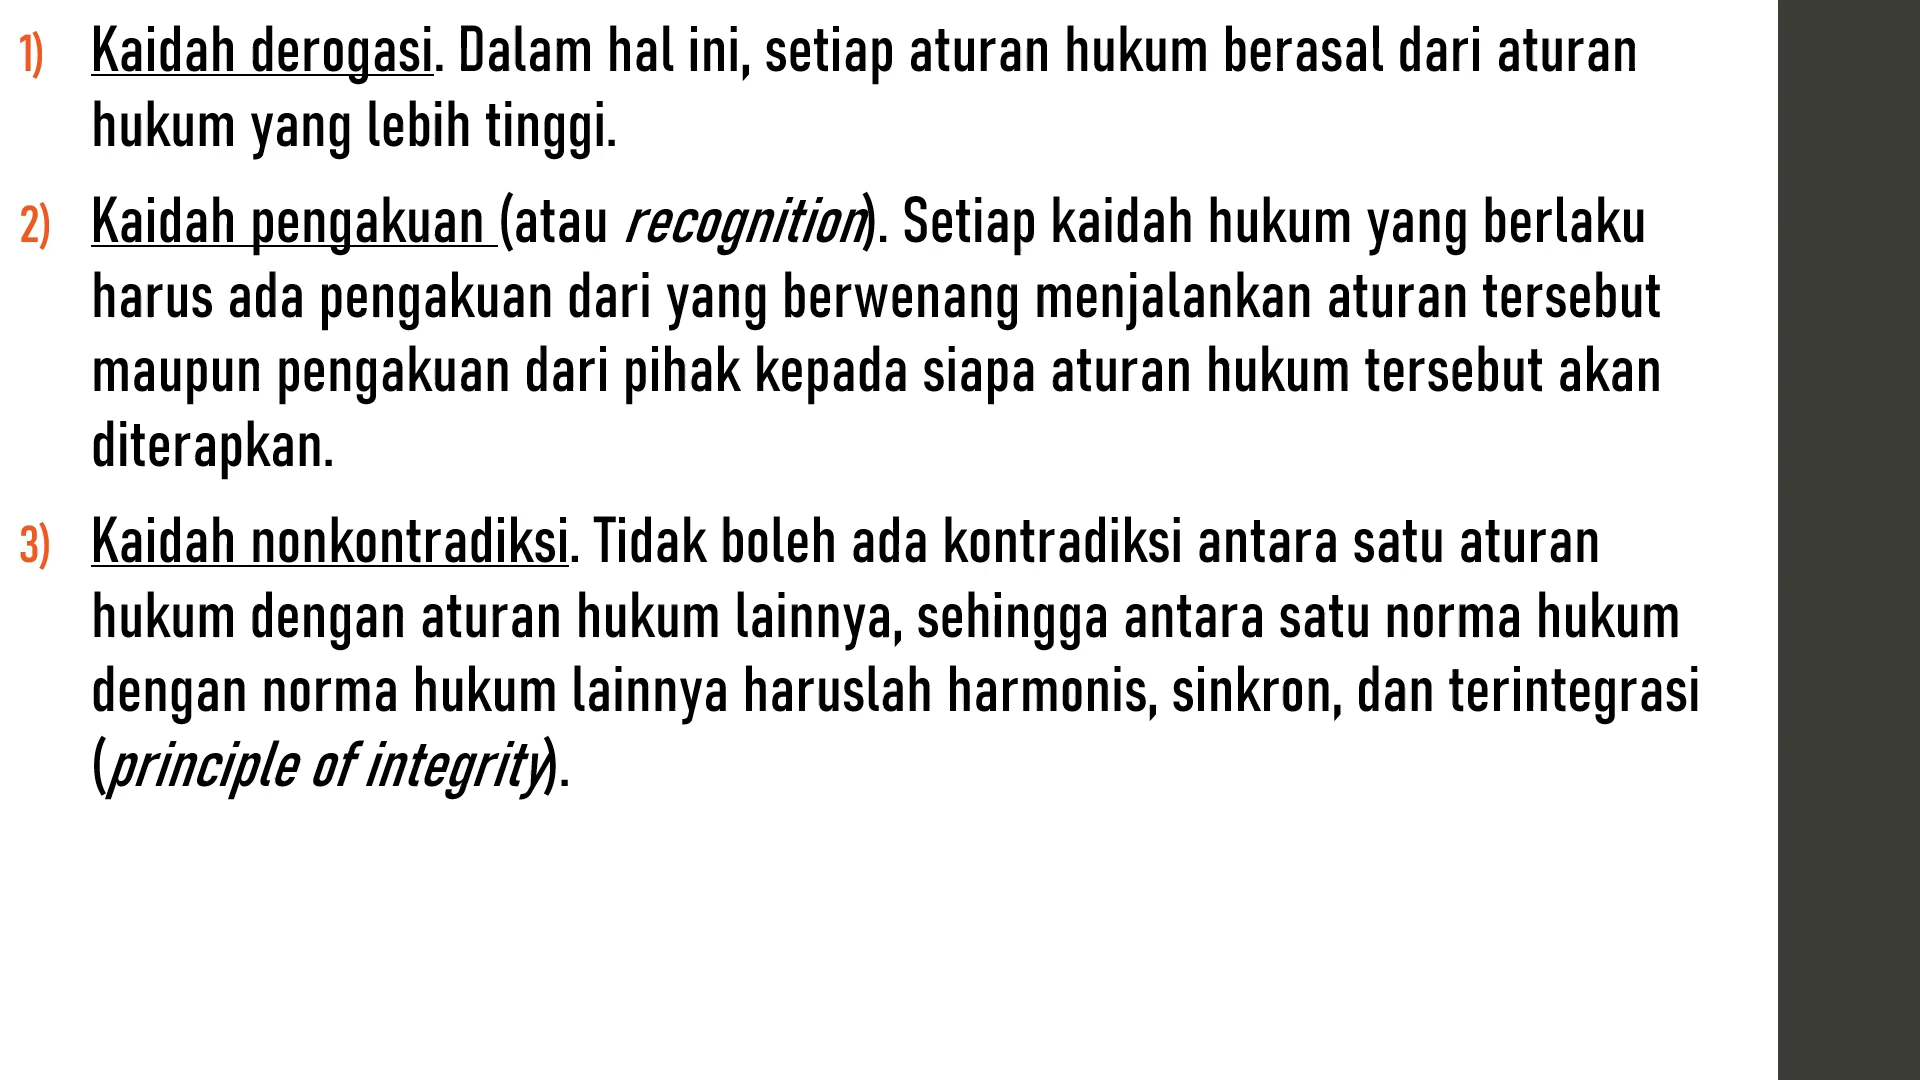 1) Kaidah derogasi. Dalam hal ini, setiap aturan hukum berasal dari aturan
hukum yang lebih tinggi.
2) Kaidah pengakuan (atau recognition). Setiap kaidah hukum yang berlaku
harus ada pengakuan dari yang berwenang menjalankan aturan tersebut
maupun pengakuan dari pihak kepada siapa aturan hukum tersebut akan
diterapkan.
3) Kaidah nonkontradiksi. Tidak boleh ada kontradiksi antara satu aturan
hukum dengan aturan hukum lainnya, sehingga antara satu norma hukum
dengan norma hukum lainnya haruslah harmonis, sinkron, dan terintegrasi
(principle of integrity).